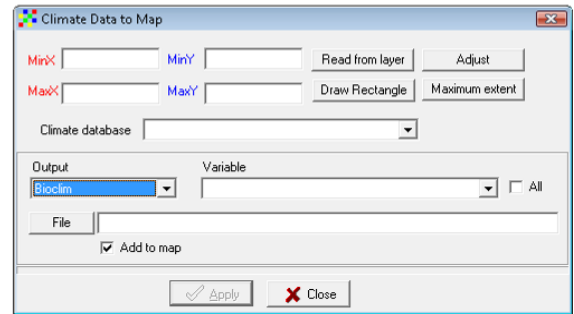 Climate Data to Map
MinX MinY Read from layer Adjust
MaxX MaxY Draw Rectangle Maximum extent
Climate database
Output Variable
Bioclim All
File
Add to map
Apply Close